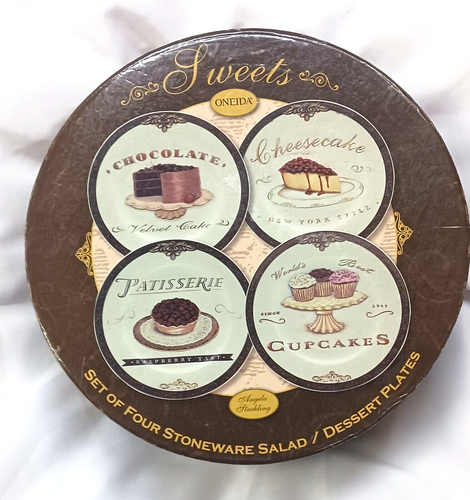 Sweets
ONEIDA
CHOCOLATE
Velvet Cake
Cheesecake
NEW YORK STYLE
PATISSERIE
RASPBERRY TART
World's Best
SINCE
CUPCAKES
Angela Staehling
SET OF FOUR STONEWARE SALAD / DESSERT PLATES